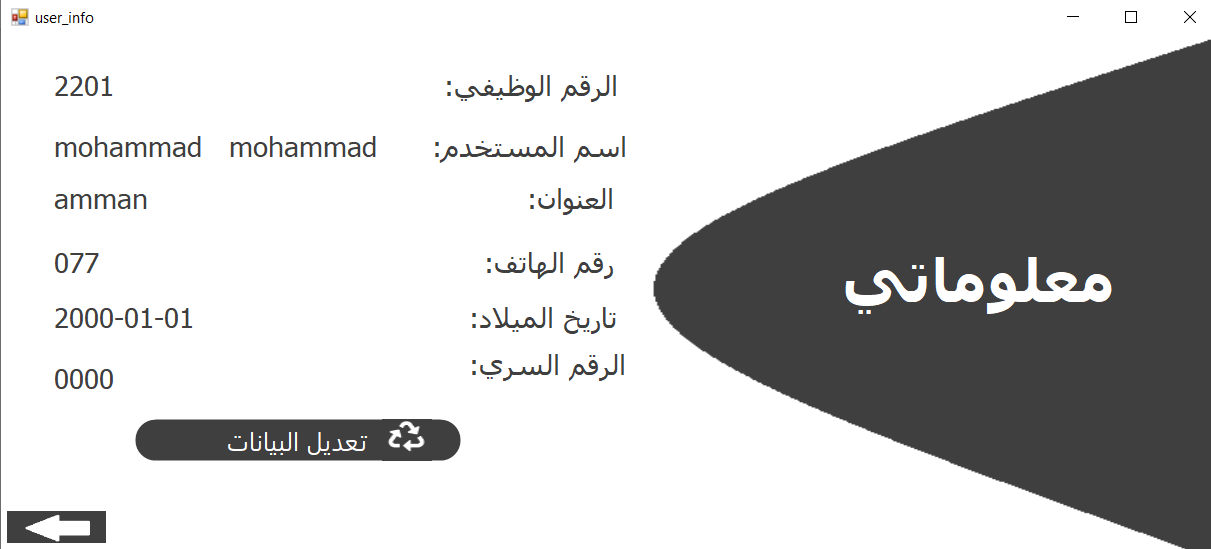 user_info
الرقم الوظيفي: 2201
اسم المستخدم: mohammad mohammad
العنوان: amman
رقم الهاتف: 077
تاريخ الميلاد: 2000-01-01
الرقم السري: 0000
تعديل البيانات
معلوماتي